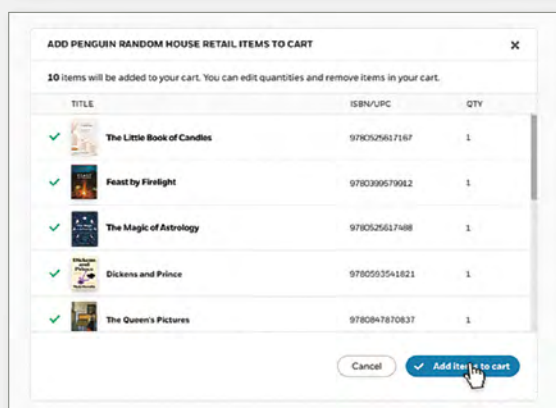 ADD PENGUIN RANDOM HOUSE RETAIL ITEMS TO CART
10 items will be added to your cart. You can edit quantities and remove items in your cart.
TITLE ISBN/UPC QTY
The Little Book of Candles 9780525617167 1
Feast by Firelight 9780399579912 1
The Magic of Astrology 9780525617488 1
Dickens and Prince
Dickens and Prince 9780593541821 1
The Queen's Pictures 9780847870837 1
Cancel Add items to cart